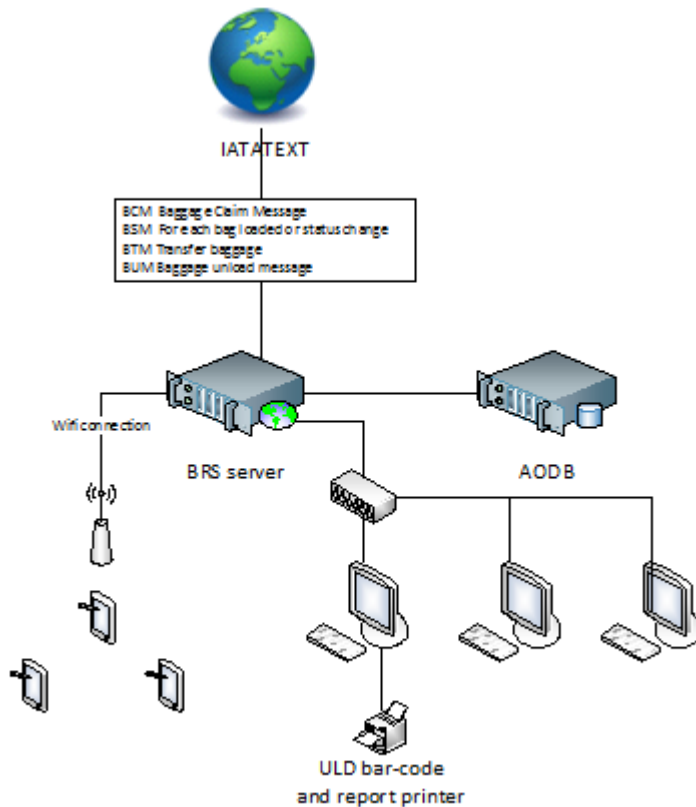 IATATEXT
BCM Baggage Claim Message
BSM For each bag loaded or status change
BTM Transfer baggage
BUM Baggage unload message
Wifi connection
BRS server
AODB
ULD bar-code
and report printer